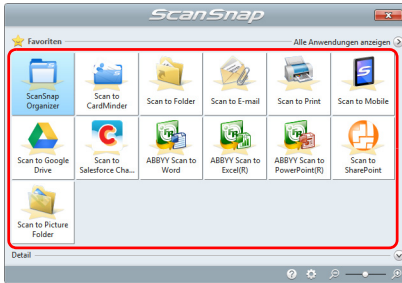 ScanSnap
Favoriten
Alle Anwendungen anzeigen
ScanSnap
Organizer
Scan to
CardMinder
Scan to Folder
Scan to E-mail
Scan to Print
Scan to Mobile
Scan to Google
Drive
Scan to
Salesforce Cha...
ABBYY Scan to
Word
ABBYY Scan to
Excel(R)
ABBYY Scan to
PowerPoint(R)
Scan to
SharePoint
Scan to Picture
Folder
Detail